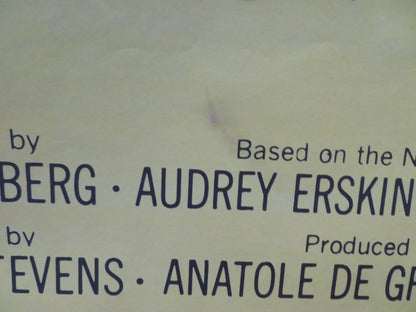 by Based on the N
BERG · AUDREY ERSKIN
by Produced
TEVENS · ANATOLE DE GR